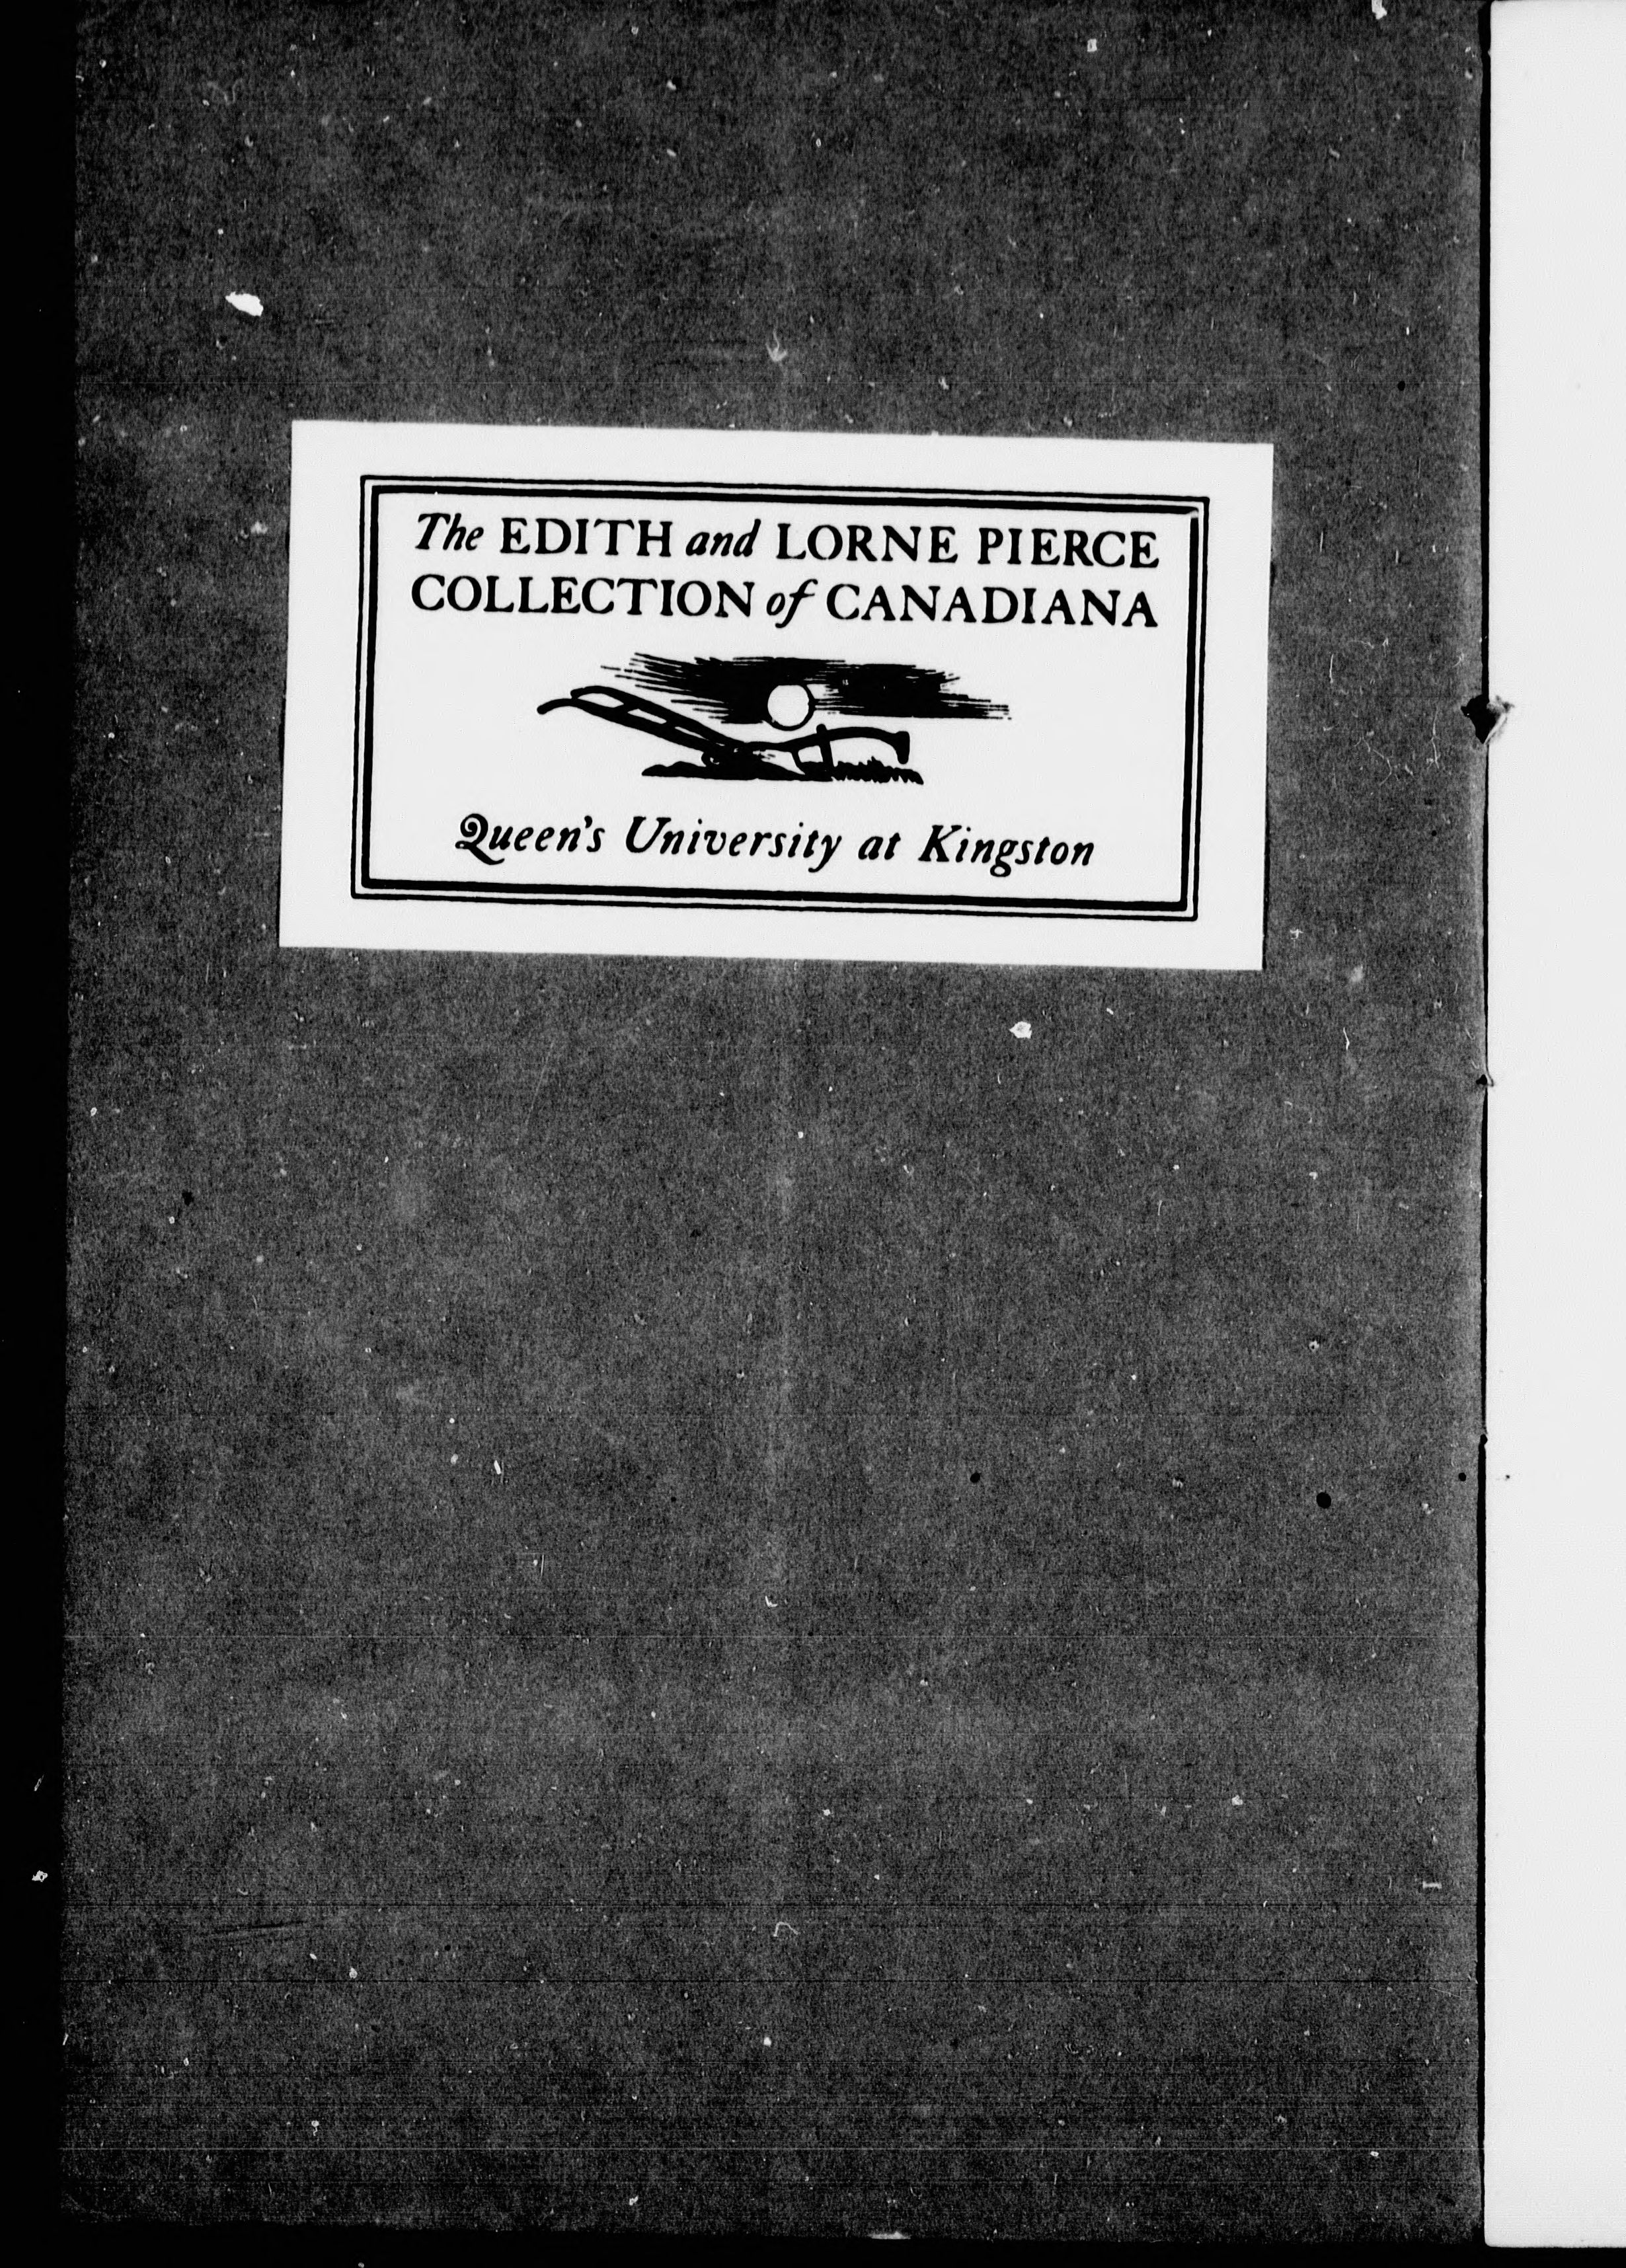 The EDITH and LORNE PIERCE
COLLECTION of CANADIANA
Queen's University at Kingston